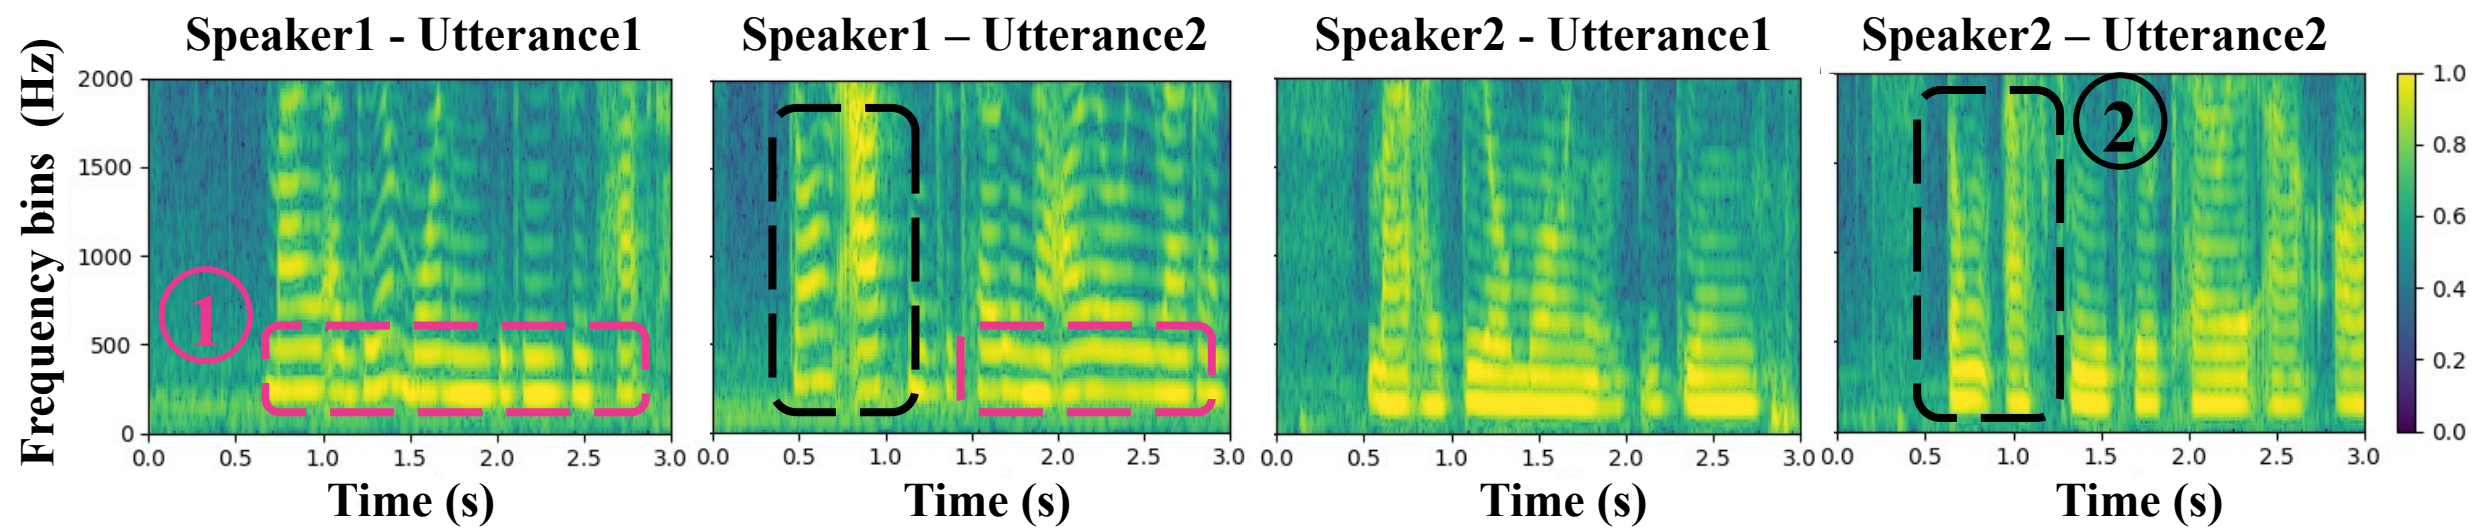 Speaker1 - Utterance1
Speaker1 – Utterance2
Speaker2 - Utterance1
Speaker2 – Utterance2
Frequency bins (Hz)
2000
1500
1000
500
0
1
2
1.0
0.8
0.6
0.4
0.2
0.0
0.0 0.5 1.0 1.5 2.0 2.5 3.0
0.0 0.5 1.0 1.5 2.0 2.5 3.0
0.0 0.5 1.0 1.5 2.0 2.5 3.0
0.0 0.5 1.0 1.5 2.0 2.5 3.0
Time (s)
Time (s)
Time (s)
Time (s)